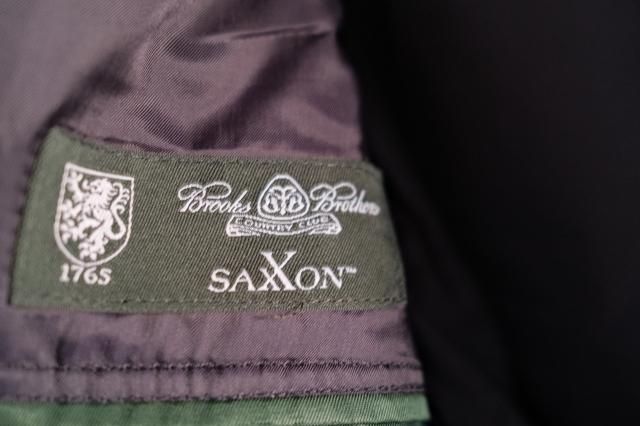 Brooks Brothers
COUNTRY CLUB
1765
SAXXON™